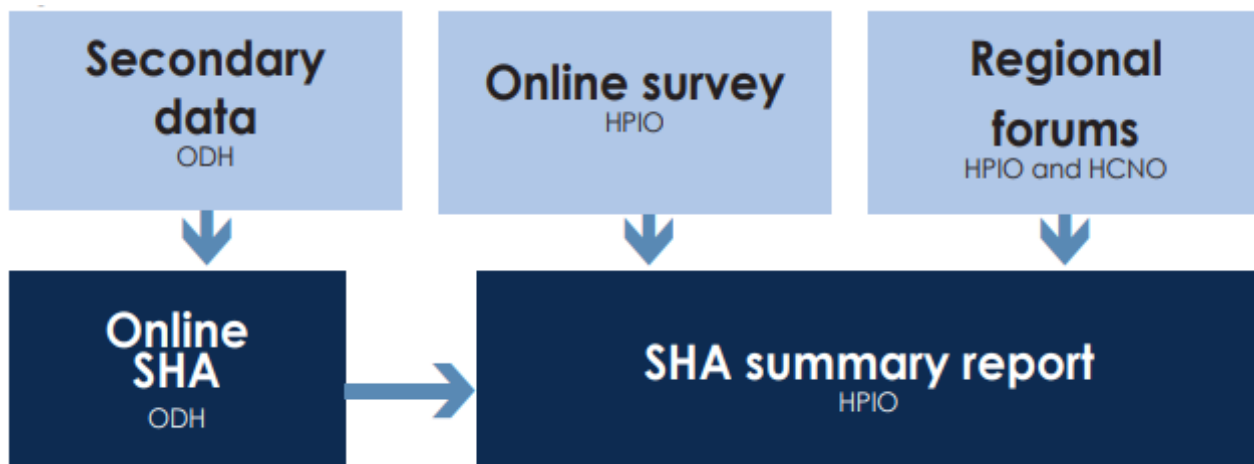 Secondary
data
ODH
Online survey
HPIO
Regional
forums
HPIO and HCNO
Online
SHA
ODH
SHA summary report
HPIO